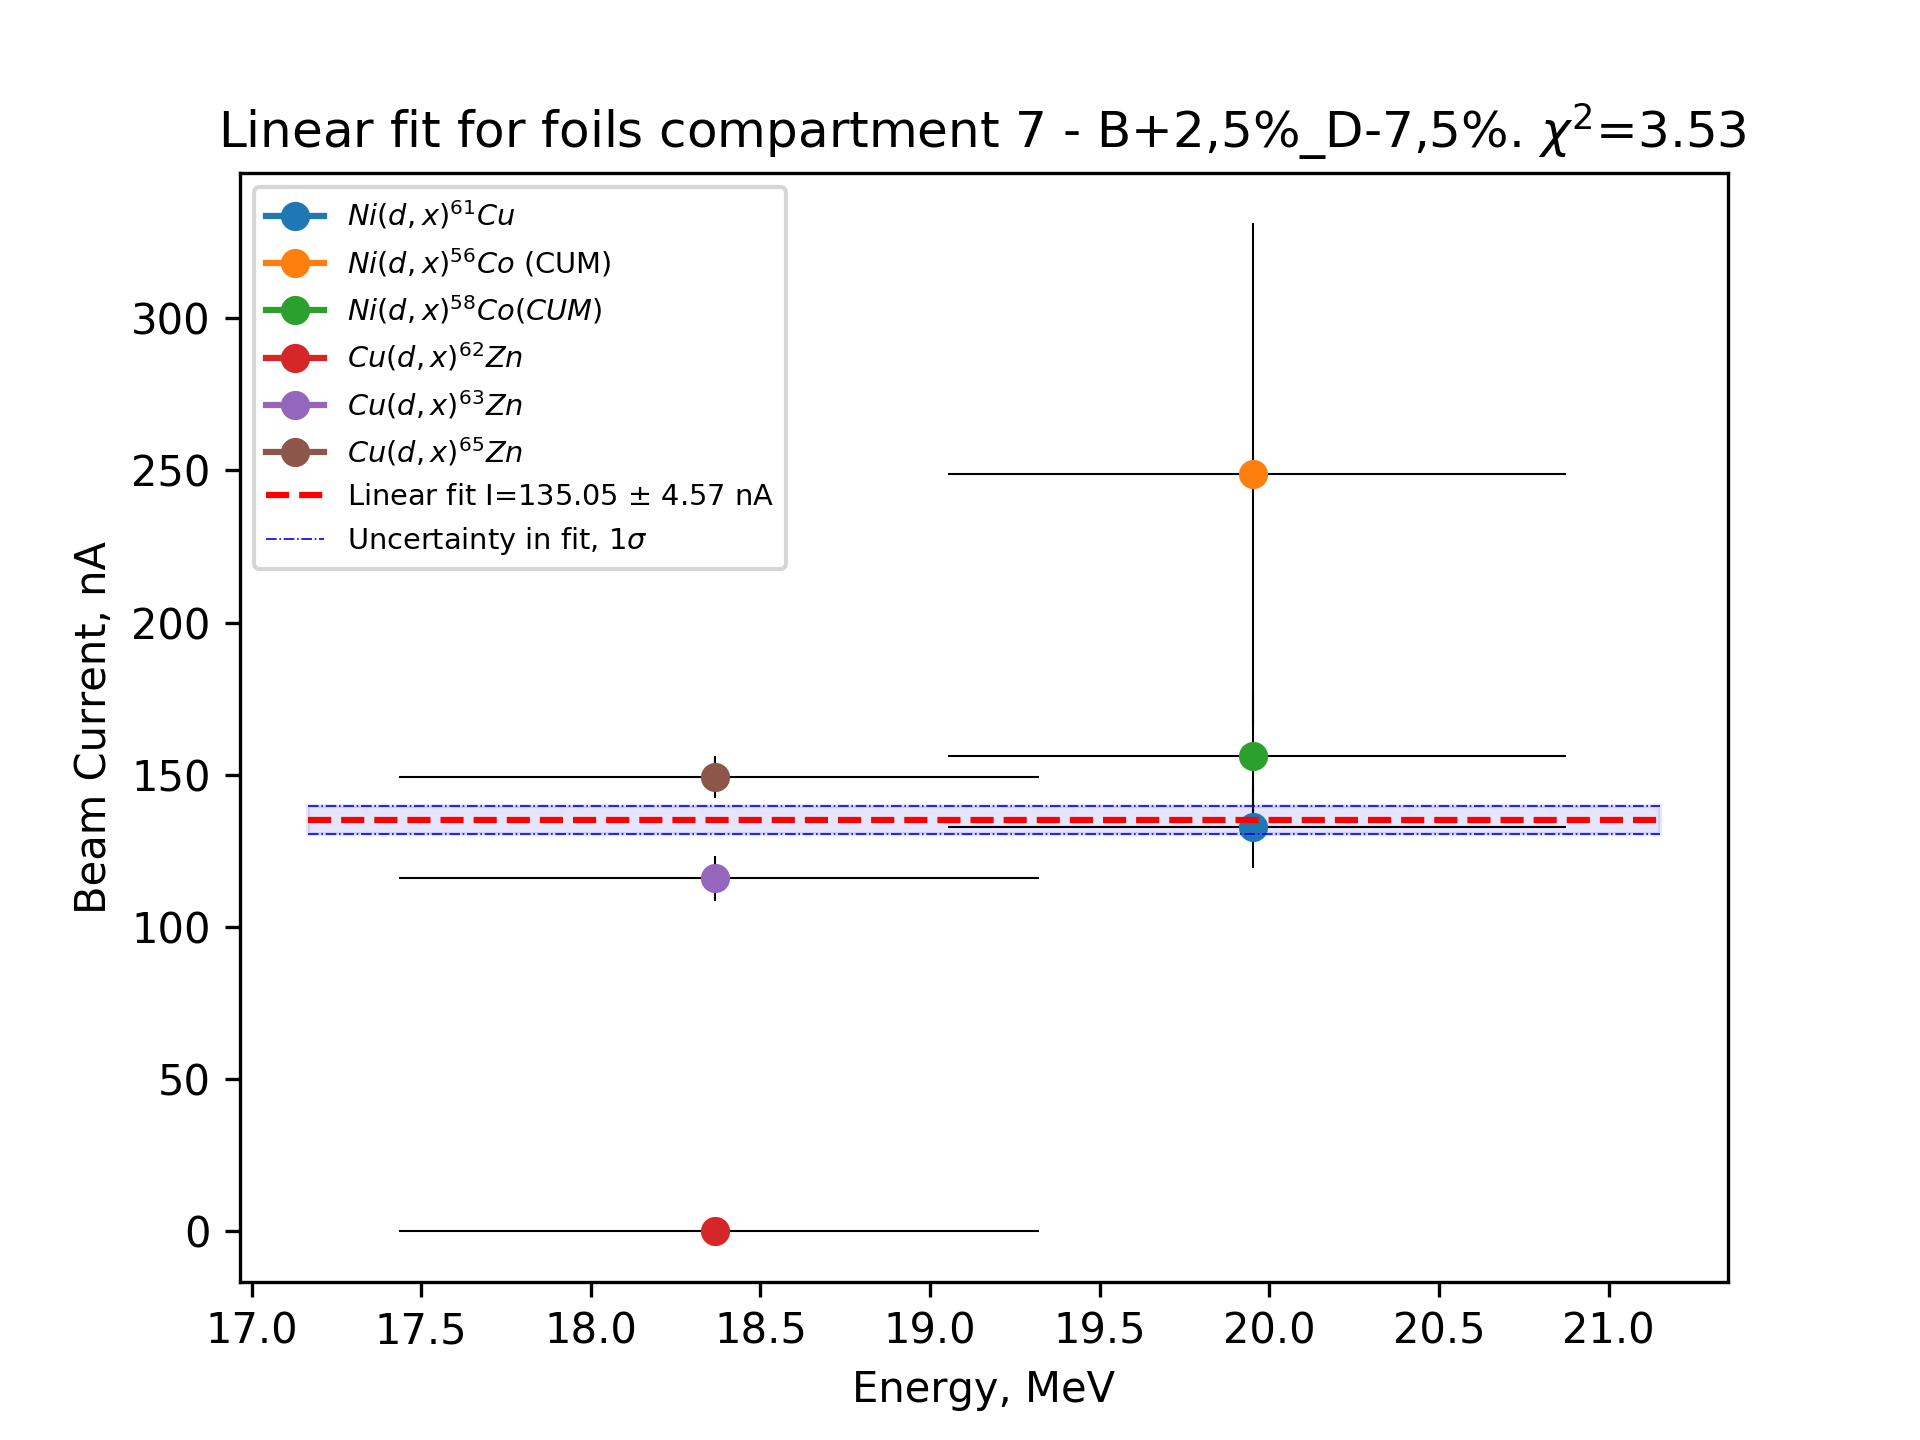 Linear fit for foils compartment 7 - B+2,5%_D-7,5%. χ²=3.53
Ni(d, x)⁶¹Cu
Ni(d, x)⁵⁶Co (CUM)
Ni(d, x)⁵⁸Co(CUM)
Cu(d, x)⁶²Zn
Cu(d, x)⁶³Zn
Cu(d, x)⁶⁵Zn
Linear fit I=135.05 ± 4.57 nA
Uncertainty in fit, 1σ
Beam Current, nA
300
250
200
150
100
50
0
17.0 17.5 18.0 18.5 19.0 19.5 20.0 20.5 21.0
Energy, MeV